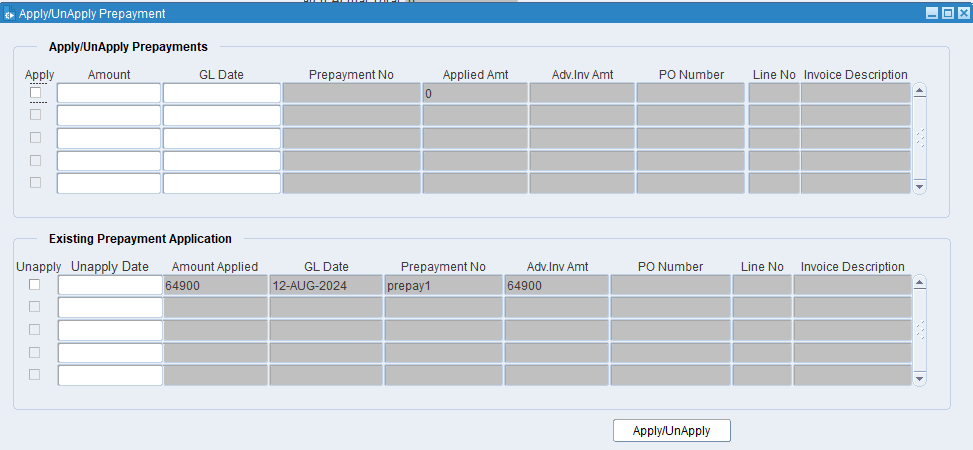 Apply/UnApply Prepayment
Apply/UnApply Prepayments
Apply Amount GL Date Prepayment No Applied Amt Adv.Inv Amt PO Number Line No Invoice Description
0
Existing Prepayment Application
Unapply Unapply Date Amount Applied GL Date Prepayment No Adv.Inv Amt PO Number Line No Invoice Description
64900 12-AUG-2024 prepay1 64900
Apply/UnApply